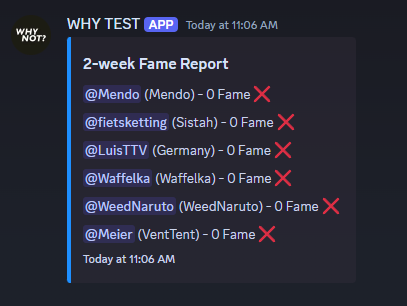 WHY NOT?
WHY TEST APP Today at 11:06 AM
2-week Fame Report
@Mendo (Mendo) - 0 Fame ❌
@fietsketting (Sistah) - 0 Fame ❌
@LuisTTV (Germany) - 0 Fame ❌
@Waffelka (Waffelka) - 0 Fame ❌
@WeedNaruto (WeedNaruto) - 0 Fame ❌
@Meier (VentTent) - 0 Fame ❌
Today at 11:06 AM